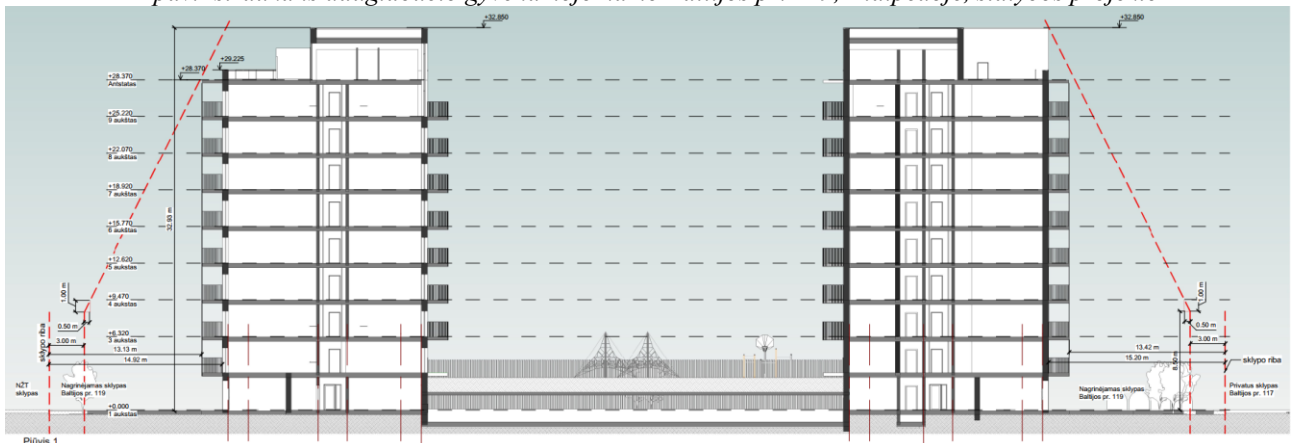 +32.850
+32.850
+29.225
+28.370
+28.370
Antstatas
+25.220
9 aukštas
+22.070
8 aukštas
+18.920
7 aukštas
32.93 m
+15.770
6 aukštas
+12.620
5 aukštas
+9.470
4 aukštas
1.00 m
1.00 m
0.50 m
0.50 m
+6.320
3 aukštas
3.00 m
3.00 m
sklypo riba
13.13 m
13.42 m
14.92 m
15.20 m
8.50 m
sklypo riba
NŽT
sklypas
Nagrinėjamas sklypas
Baltijos pr. 119
Nagrinėjamas sklypas
Baltijos pr. 119
Privatus sklypas
Baltijos pr. 117
+0.000
1 aukštas
Pjūvis 1